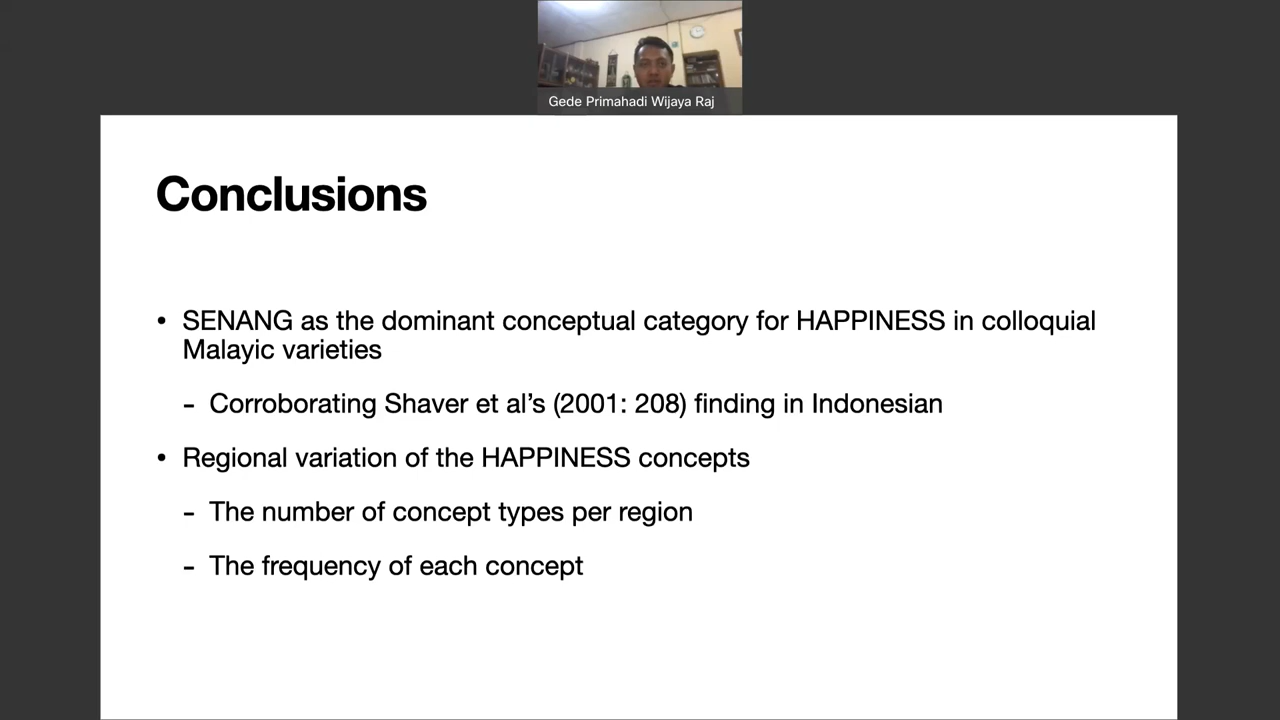 Gede Primahadi Wijaya Raj
Conclusions
• SENANG as the dominant conceptual category for HAPPINESS in colloquial
Malayic varieties
- Corroborating Shaver et al’s (2001: 208) finding in Indonesian
• Regional variation of the HAPPINESS concepts
- The number of concept types per region
- The frequency of each concept